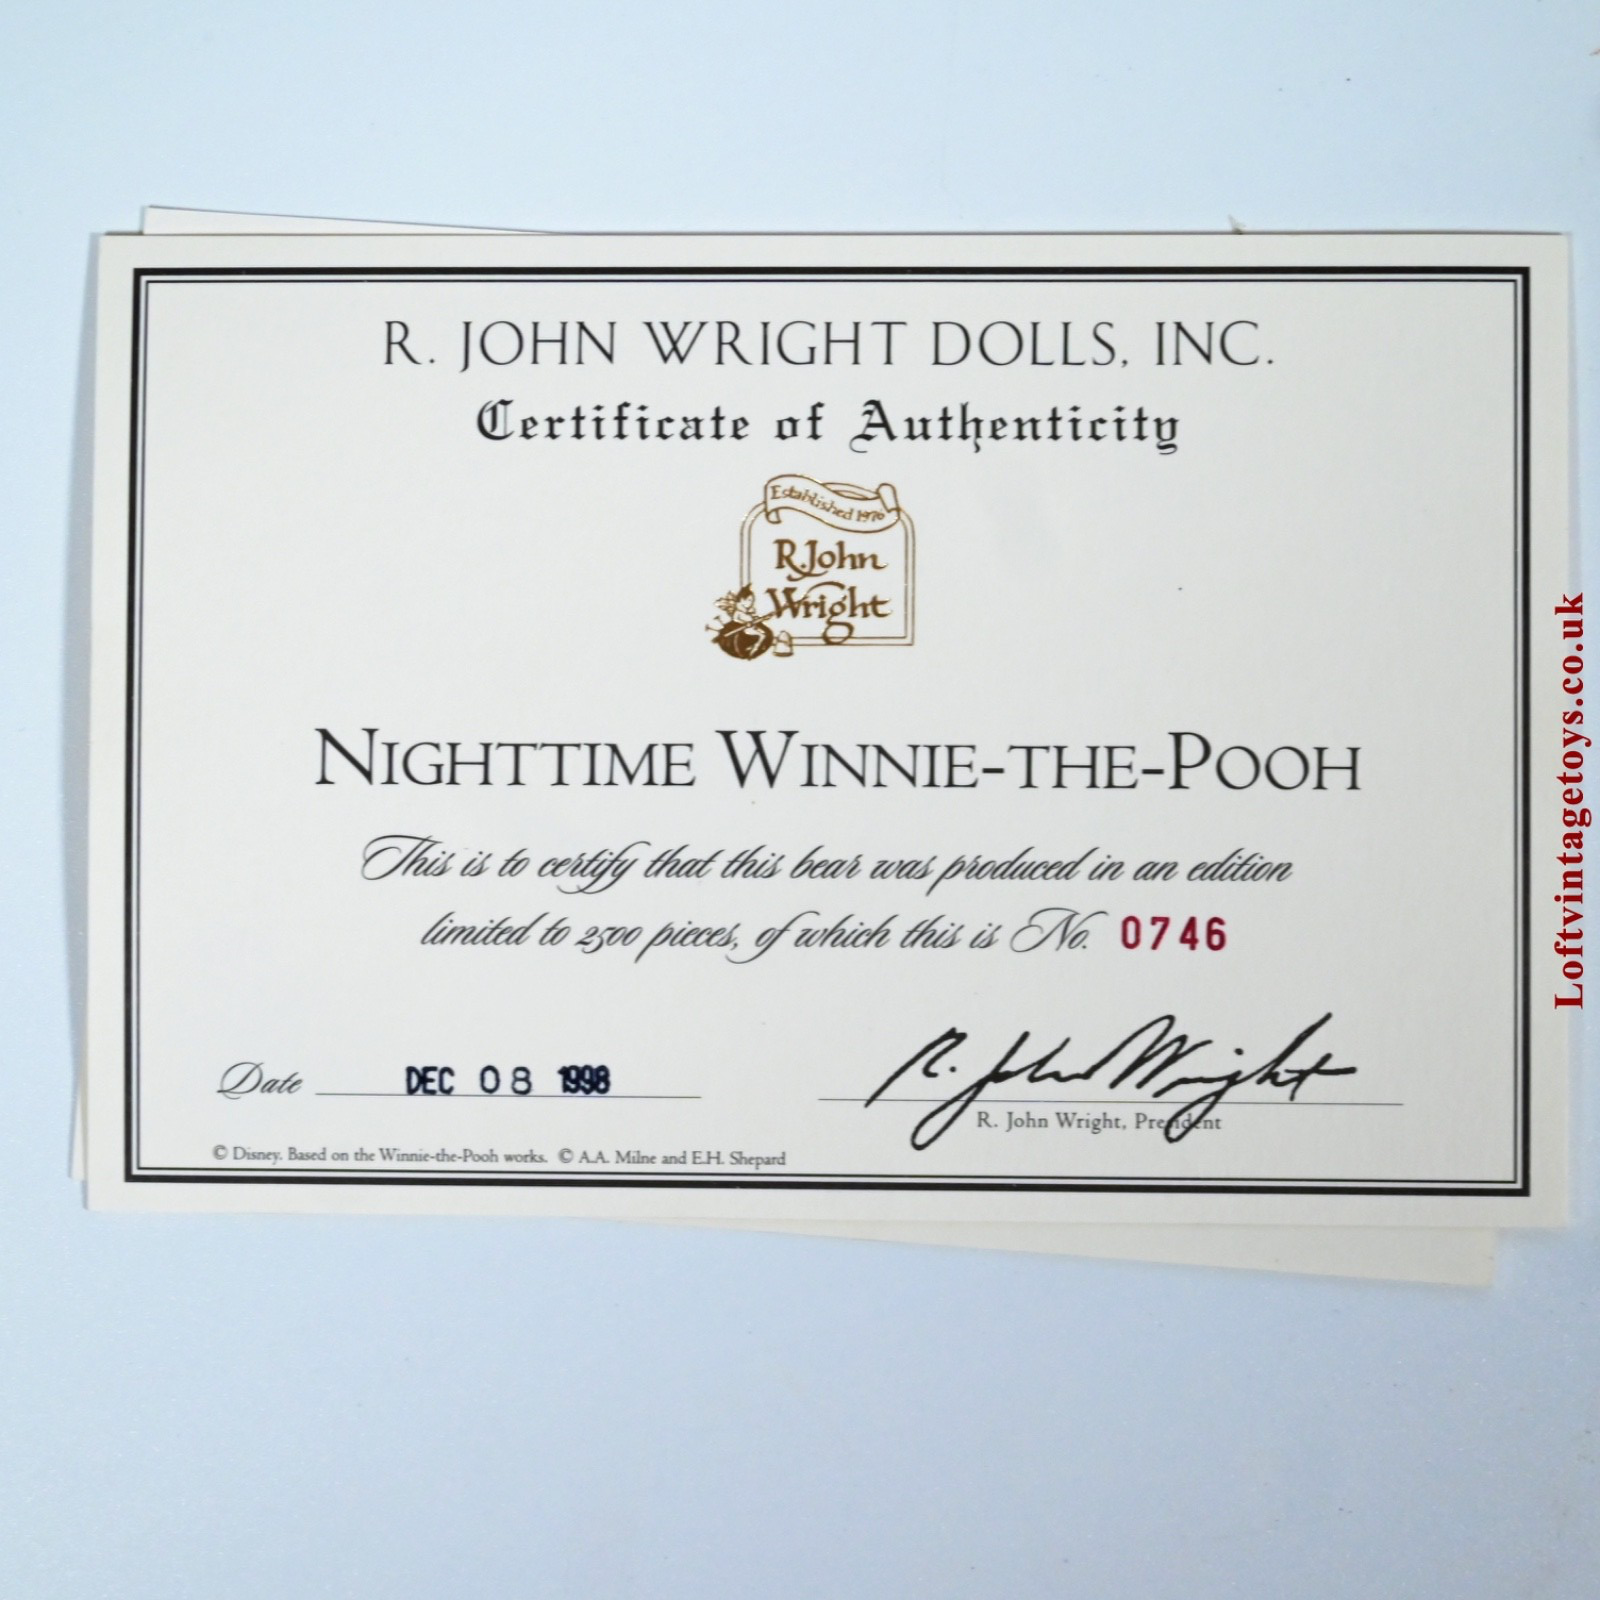 R. JOHN WRIGHT DOLLS, INC.
Certificate of Authenticity
Established 1976
R. John
Wright
NIGHTTIME WINNIE-THE-POOH
This is to certify that this bear was produced in an edition
limited to 2500 pieces, of which this is No. 0746
Date DEC 08 1998
R. John Wright
R. John Wright, President
© Disney. Based on the Winnie-the-Pooh works. © A.A. Milne and E.H. Shepard
Loftvintagetoys.co.uk